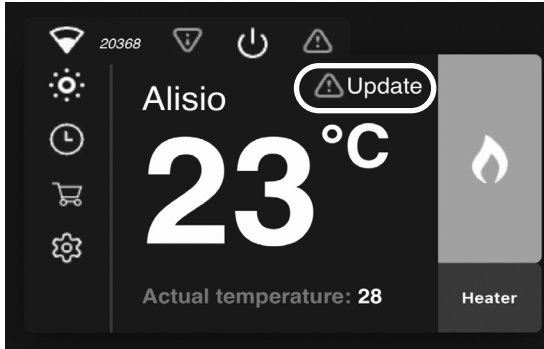 20368
Alisio
Update
23 °C
Actual temperature: 28
Heater